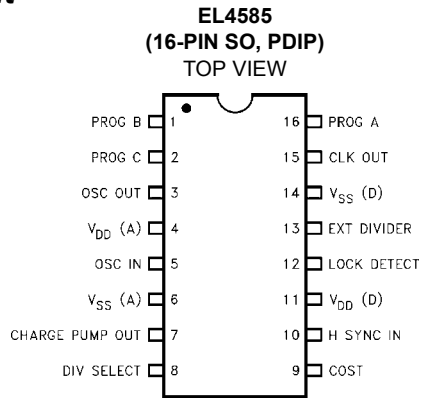 EL4585
(16-PIN SO, PDIP)
TOP VIEW
PROG B 1 16 PROG A
PROG C 2 15 CLK OUT
OSC OUT 3 14 VSS (D)
VDD (A) 4 13 EXT DIVIDER
OSC IN 5 12 LOCK DETECT
VSS (A) 6 11 VDD (D)
CHARGE PUMP OUT 7 10 H SYNC IN
DIV SELECT 8 9 COST